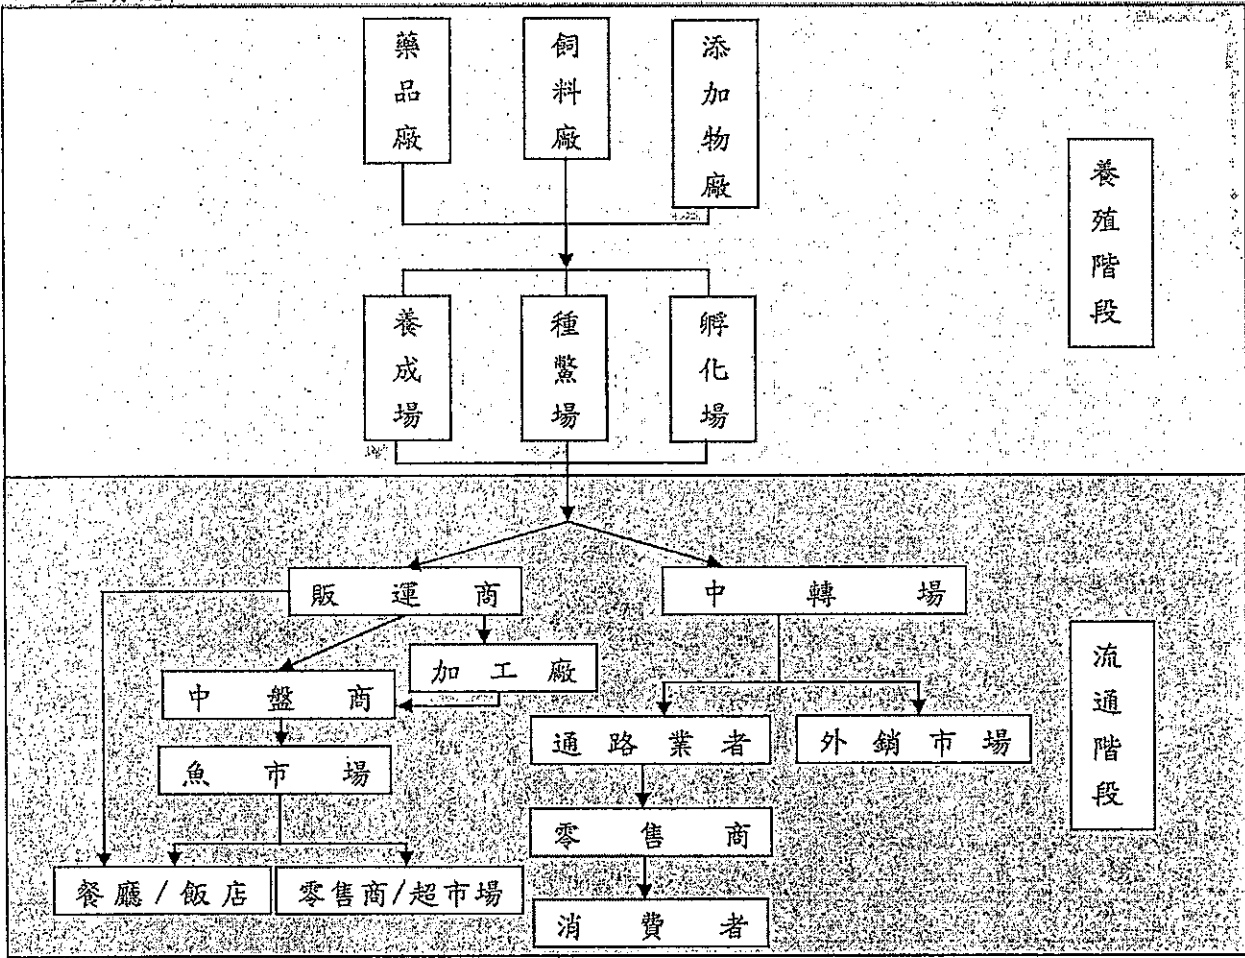 藥品廠
飼料廠
添加物廠
養殖階段
養成場
種鱉場
孵化場
販運商
中轉場
加工廠
中盤商
流通階段
通路業者
外銷市場
魚市場
零售商
餐廳/飯店
零售商/超市場
消費者